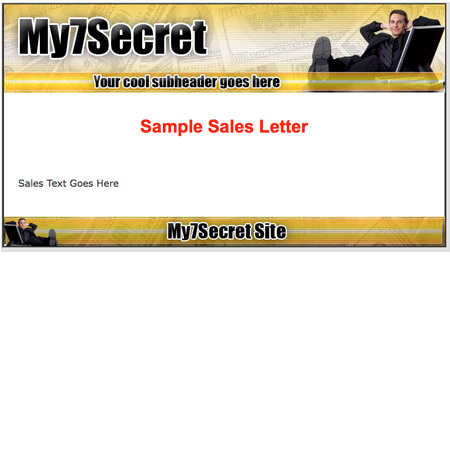 My7Secret
Your cool subheader goes here
Sample Sales Letter
Sales Text Goes Here
My7Secret Site